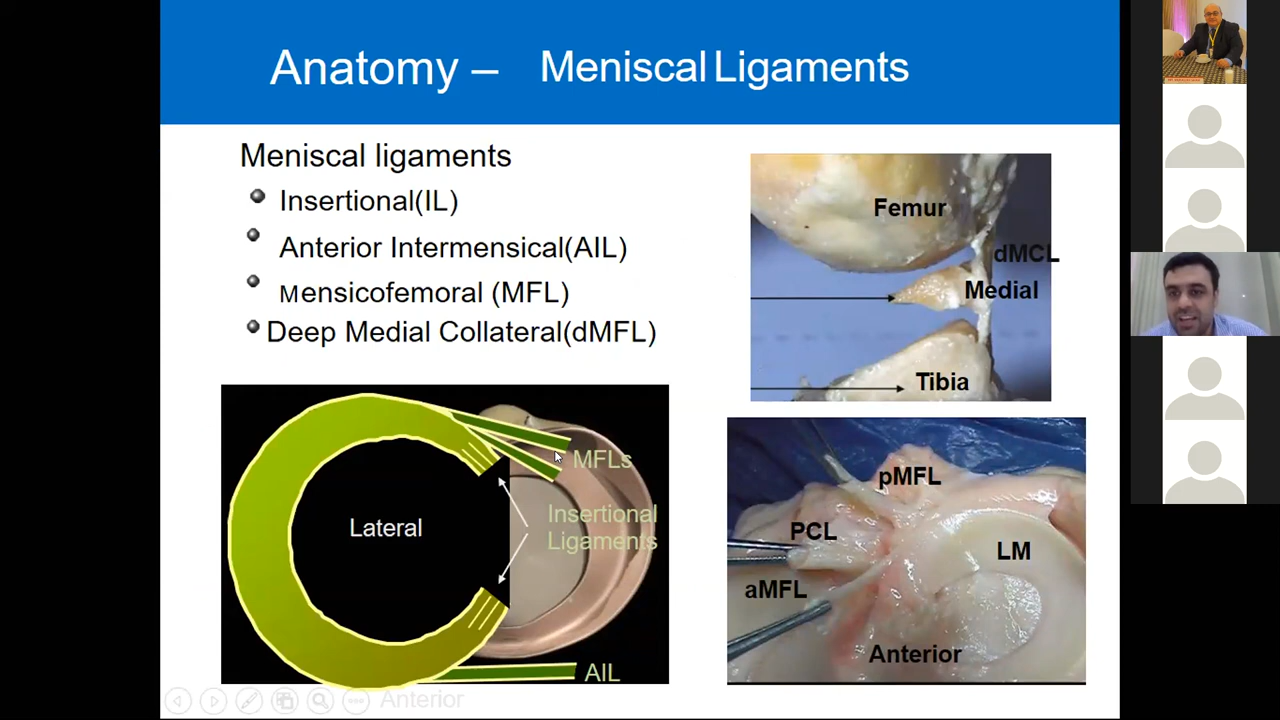 Anatomy – Meniscal Ligaments
Meniscal ligaments
Insertional(IL)
Anterior Intermensical(AIL)
Mensicofemoral (MFL)
Deep Medial Collateral(dMFL)
Femur
dMCL
Medial
Tibia
MFLs
Insertional
Ligaments
Lateral
AIL
Anterior
pMFL
PCL
LM
aMFL
Anterior